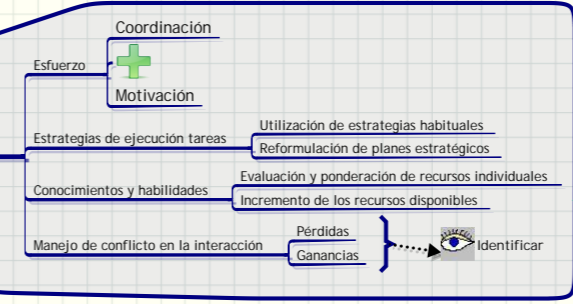 Coordinación
Esfuerzo
Motivación
Estrategias de ejecución tareas
Utilización de estrategias habituales
Reformulación de planes estratégicos
Conocimientos y habilidades
Evaluación y ponderación de recursos individuales
Incremento de los recursos disponibles
Manejo de conflicto en la interacción
Pérdidas
Ganancias
Identificar